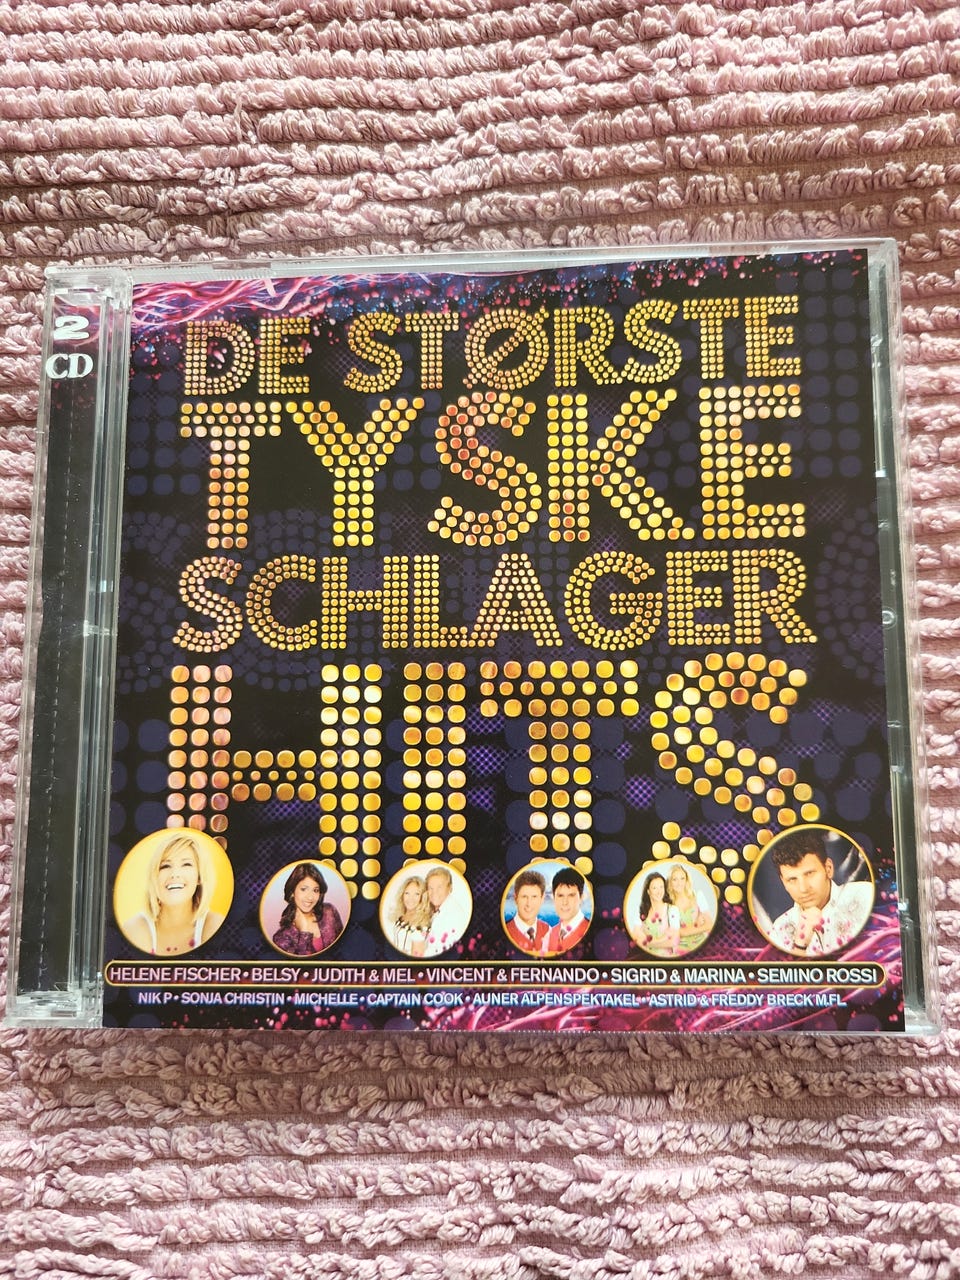 2
CD
DE STØRSTE
TYSKE
SCHLAGER
HITS
HELENE FISCHER • BELSY • JUDITH & MEL • VINCENT & FERNANDO • SIGRID & MARINA • SEMINO ROSSI
NIK P • SONJA CHRISTIN • MICHELLE • CAPTAIN COOK • AUNER ALPENSPEKTAKEL • ASTRID & FREDDY BRECK M.FL.